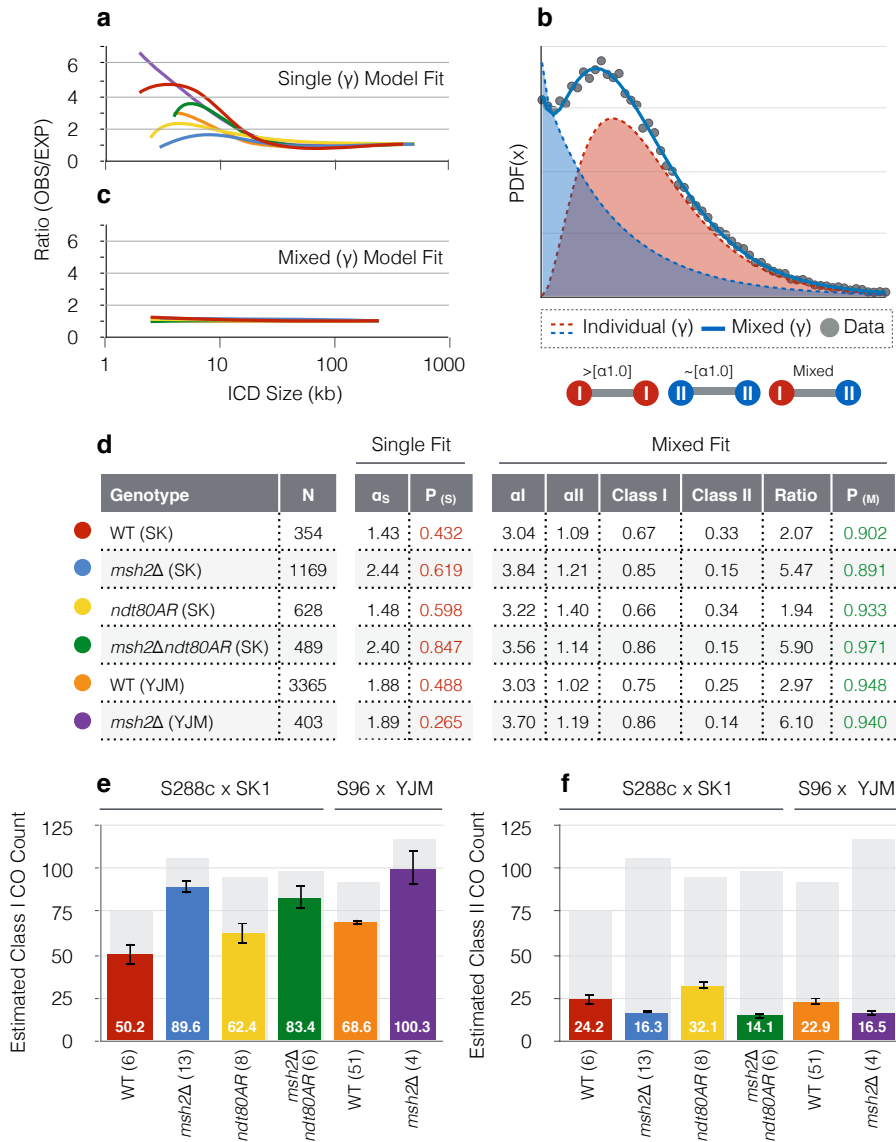 a
Ratio (OBS/EXP)
6
4
2
0
Single (γ) Model Fit
1
10
100
1000
c
6
4
2
0
Mixed (γ) Model Fit
1
10
100
1000
ICD Size (kb)
b
PDF(x)
Individual (γ)
Mixed (γ)
Data
>[α1.0]
~[α1.0]
Mixed
I I II II I II
d
Single Fit
Mixed Fit
Genotype N αS P (S) αI αII Class I Class II Ratio P (M)
WT (SK) 354 1.43 0.432 3.04 1.09 0.67 0.33 2.07 0.902
msh2Δ (SK) 1169 2.44 0.619 3.84 1.21 0.85 0.15 5.47 0.891
ndt80AR (SK) 628 1.48 0.598 3.22 1.40 0.66 0.34 1.94 0.933
msh2Δndt80AR (SK) 489 2.40 0.847 3.56 1.14 0.86 0.15 5.90 0.971
WT (YJM) 3365 1.88 0.488 3.03 1.02 0.75 0.25 2.97 0.948
msh2Δ (YJM) 403 1.89 0.265 3.70 1.19 0.86 0.14 6.10 0.940
e
S288c x SK1
S96 x YJM
Estimated Class I CO Count
125
100
75
50
25
0
50.2
89.6
62.4
83.4
68.6
100.3
WT (6)
msh2Δ (13)
ndt80AR (8)
msh2Δ
ndt80AR (6)
WT (51)
msh2Δ (4)
f
S288c x SK1
S96 x YJM
Estimated Class II CO Count
125
100
75
50
25
0
24.2
16.3
32.1
14.1
22.9
16.5
WT (6)
msh2Δ (13)
ndt80AR (8)
msh2Δ
ndt80AR (6)
WT (51)
msh2Δ (4)